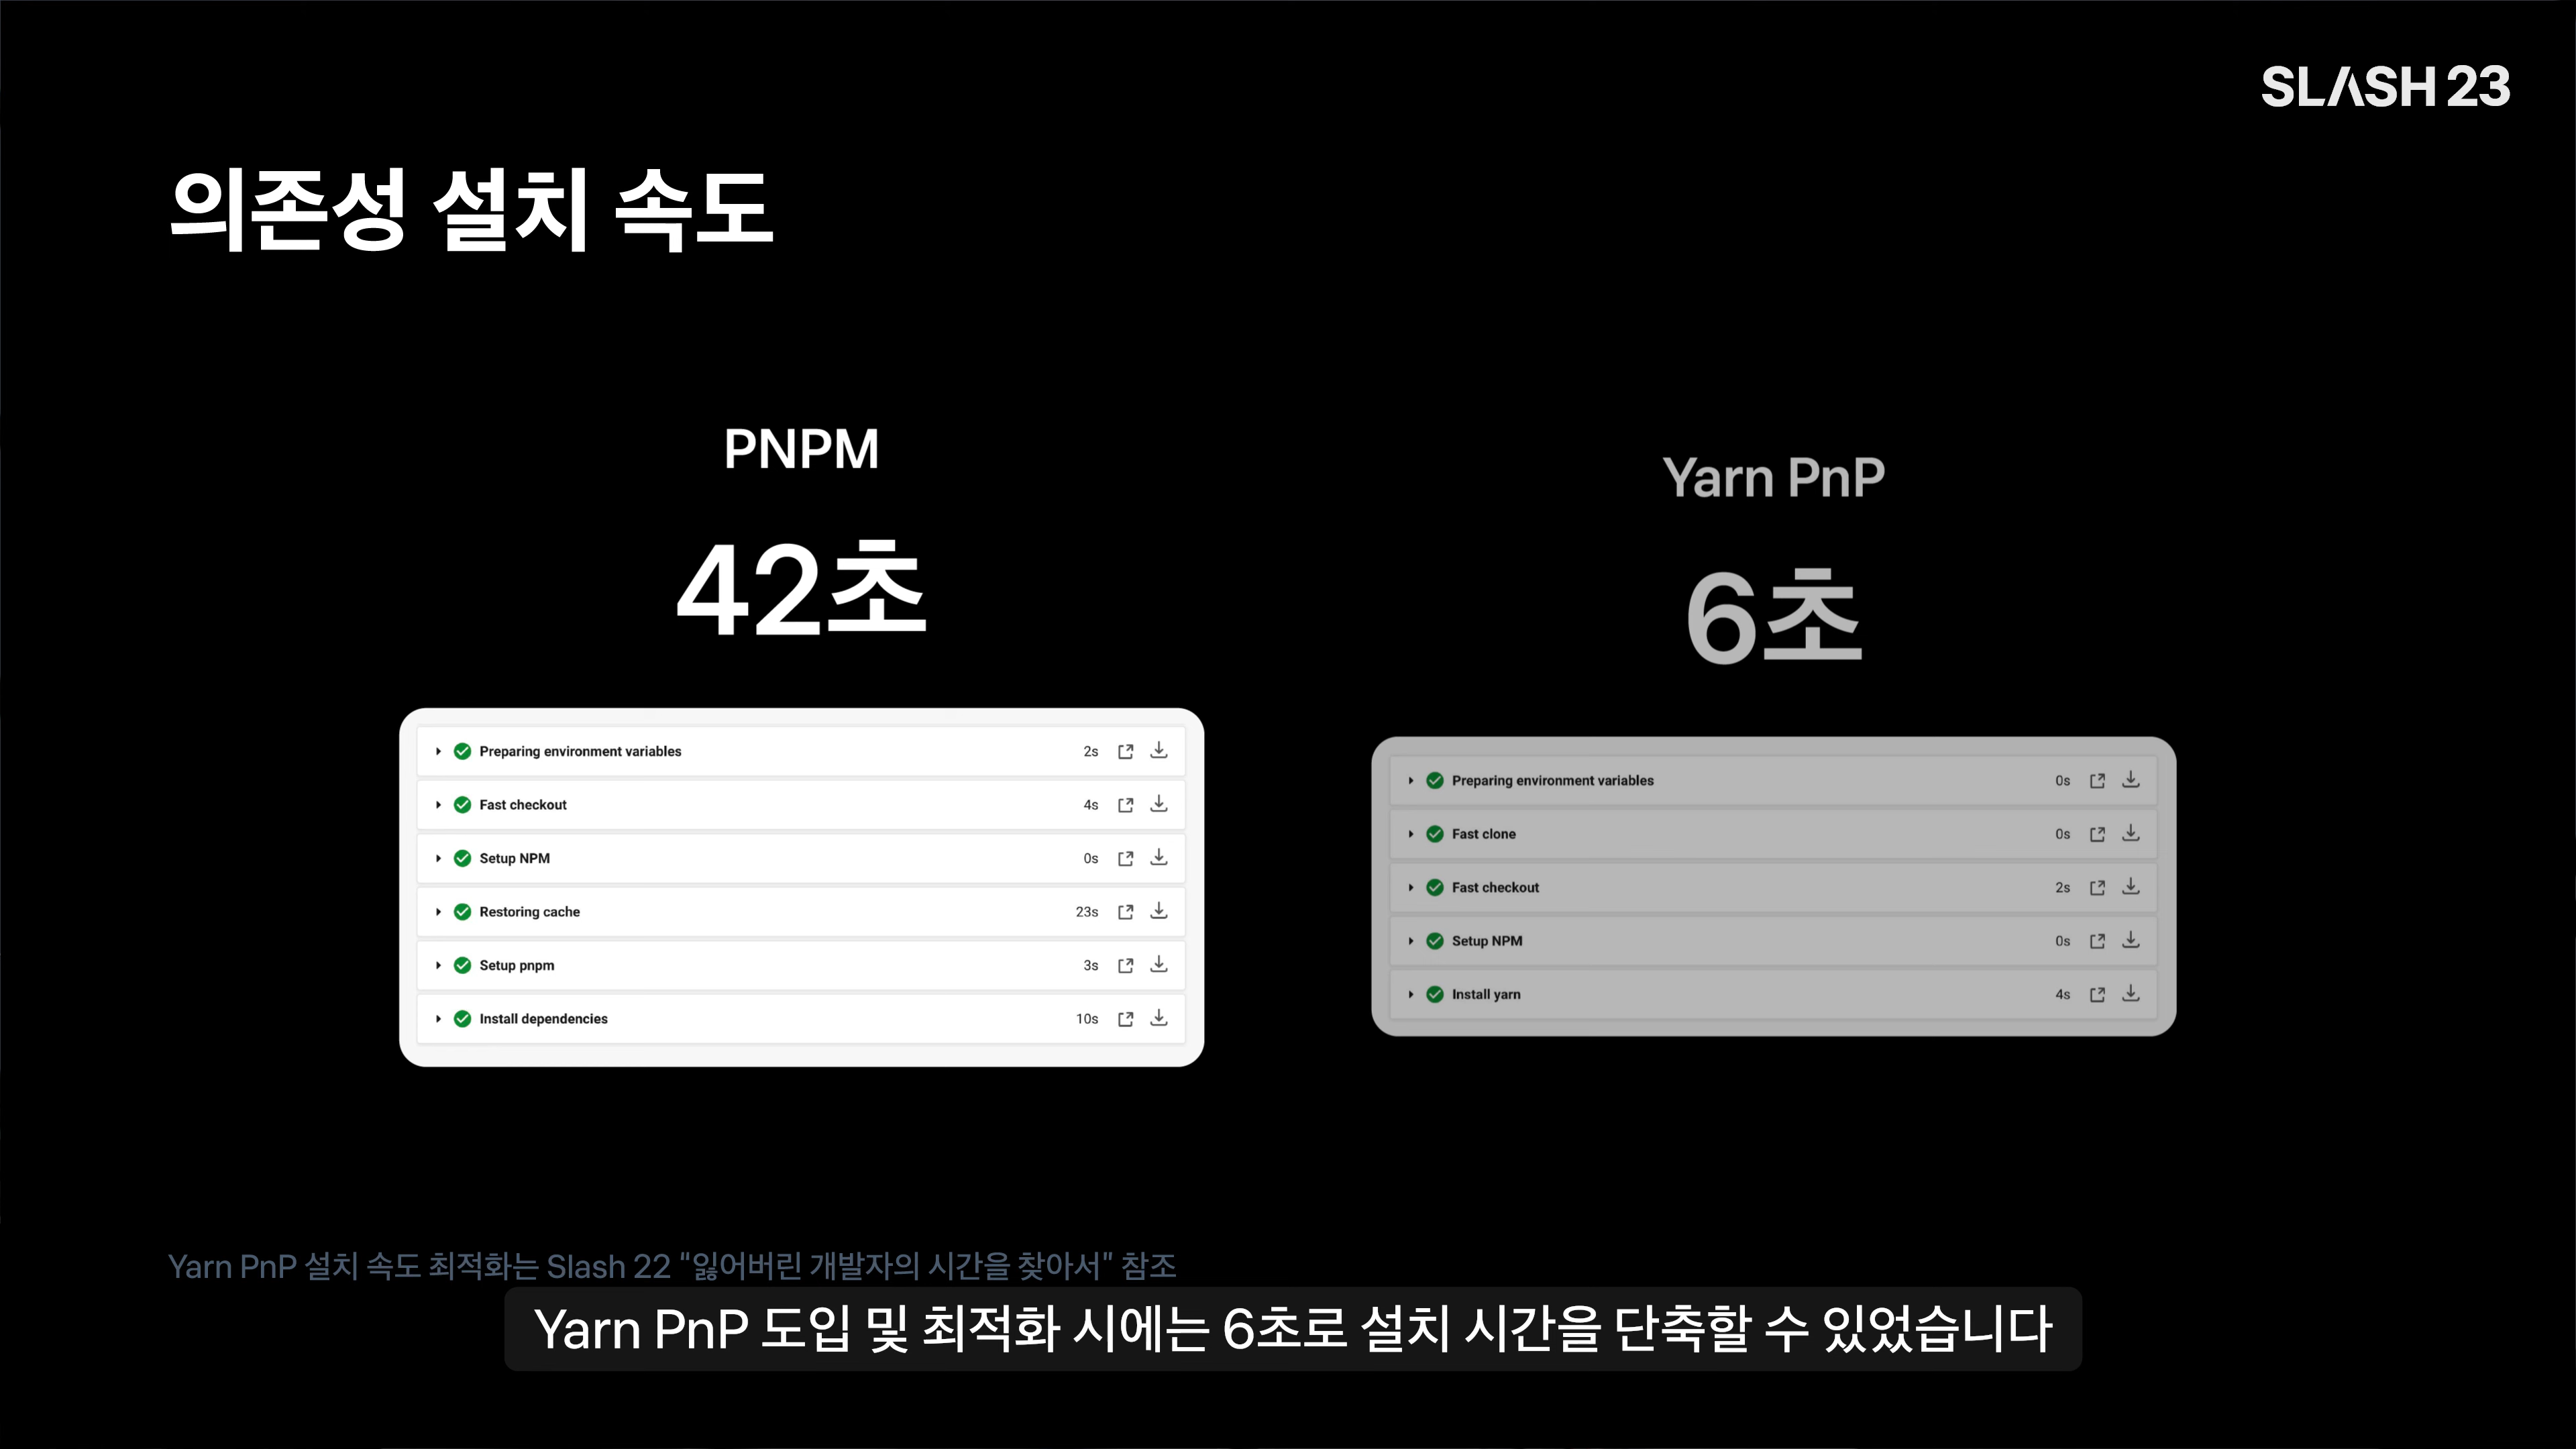 SLASH 23
의존성 설치 속도
PNPM
42초
Preparing environment variables 2s
Fast checkout 4s
Setup NPM 0s
Restoring cache 23s
Setup pnpm 3s
Install dependencies 10s
Yarn PnP
6초
Preparing environment variables 0s
Fast clone 0s
Fast checkout 2s
Setup NPM 0s
Install yarn 4s
Yarn PnP 설치 속도 최적화는 Slash 22 "잃어버린 개발자의 시간을 찾아서" 참조
Yarn PnP 도입 및 최적화 시에는 6초로 설치 시간을 단축할 수 있었습니다